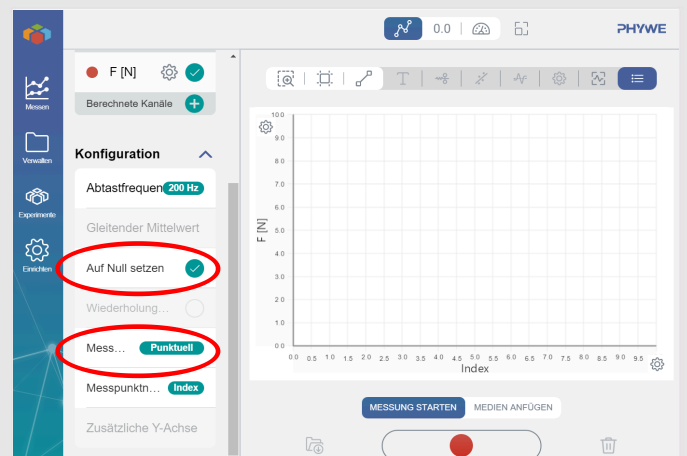 0.0
PHYWE
F [N]
Berechnete Kanäle
Messen
Konfiguration
Verwalten
Abtastfrequen 200 Hz
Experimente
Gleitender Mittelwert
Auf Null setzen
Einrichten
Wiederholung...
Mess... Punktuell
Messpunktn... Index
Zusätzliche Y-Achse
T
10.0
9.0
8.0
7.0
6.0
5.0
4.0
3.0
2.0
1.0
0.0
F [N]
0.0 0.5 1.0 1.5 2.0 2.5 3.0 3.5 4.0 4.5 5.0 5.5 6.0 6.5 7.0 7.5 8.0 8.5 9.0 9.5
Index
MESSUNG STARTEN MEDIEN ANFÜGEN